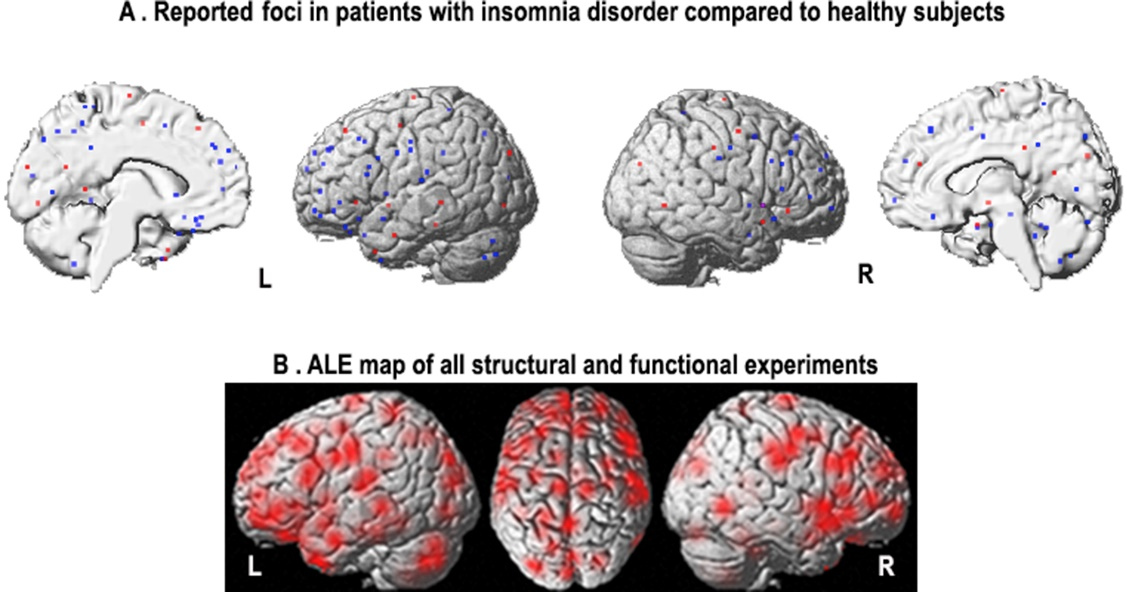 A . Reported foci in patients with insomnia disorder compared to healthy subjects
L
R
B . ALE map of all structural and functional experiments
L
R